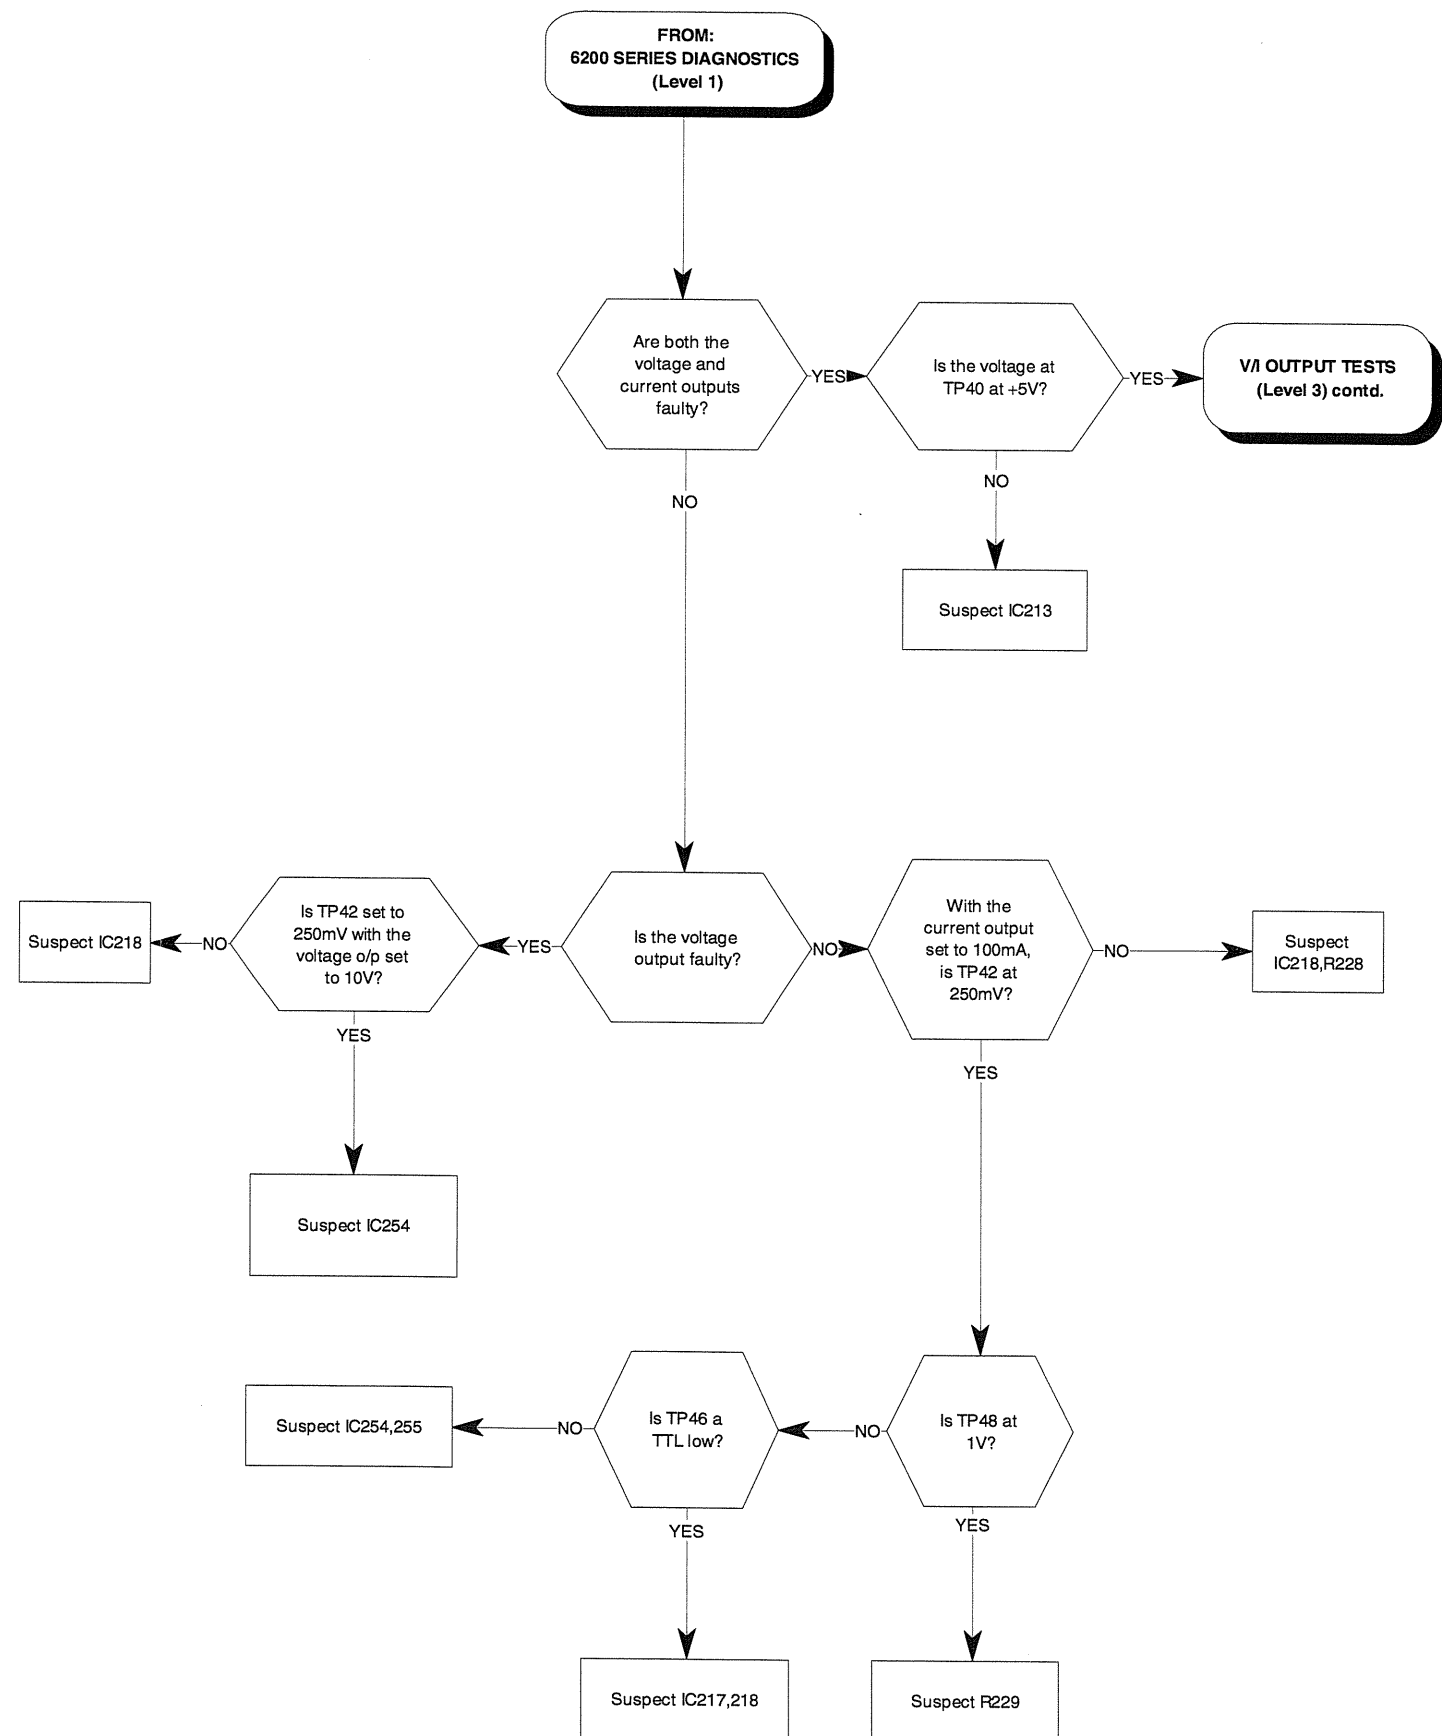 FROM:
6200 SERIES DIAGNOSTICS
(Level 1)
Are both the
voltage and
current outputs
faulty?
YES
Is the voltage at
TP40 at +5V?
YES
V/I OUTPUT TESTS
(Level 3) contd.
NO
NO
Suspect IC213
Suspect IC218
NO
Is TP42 set to
250mV with the
voltage o/p set
to 10V?
YES
Is the voltage
output faulty?
NO
With the
current output
set to 100mA,
is TP42 at
250mV?
NO
Suspect
IC218,R228
YES
YES
Suspect IC254
Suspect IC254,255
NO
Is TP46 a
TTL low?
NO
Is TP48 at
1V?
YES
YES
Suspect IC217,218
Suspect R229